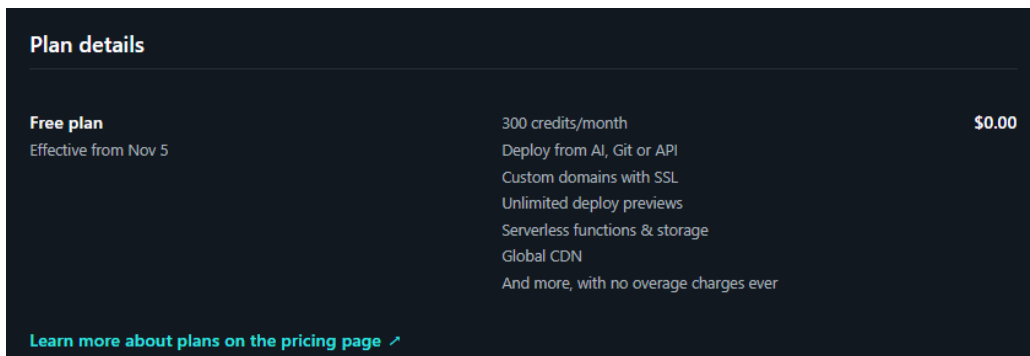 Plan details
Free plan
Effective from Nov 5
300 credits/month
Deploy from AI, Git or API
Custom domains with SSL
Unlimited deploy previews
Serverless functions & storage
Global CDN
And more, with no overage charges ever
$0.00
Learn more about plans on the pricing page ↗